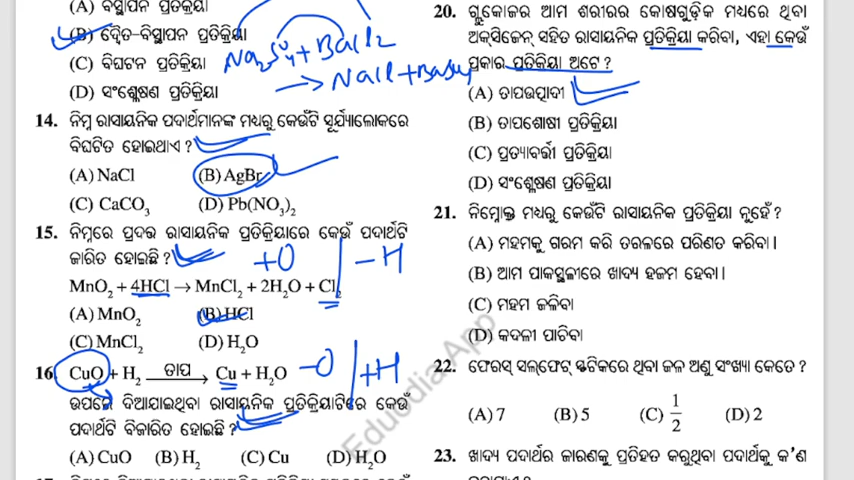 (A) ବିସ୍ଥାପନ ପ୍ରତିକ୍ରିୟା
(B) ଦ୍ୱୈତ-ବିସ୍ଥାପନ ପ୍ରତିକ୍ରିୟା
(C) ବିଘଟନ ପ୍ରତିକ୍ରିୟା
(D) ସଂଶ୍ଳେଷଣ ପ୍ରତିକ୍ରିୟା
Na₂SO₄ + BaCl₂
→ NaCl + BaSO₄
14. ନିମ୍ନ ରାସାୟନିକ ପଦାର୍ଥମାନଙ୍କ ମଧ୍ୟରୁ କେଉଁଟି ସୂର୍ଯ୍ୟାଲୋକରେ
ବିଘଟିତ ହୋଇଥାଏ ?
(A) NaCl (B) AgBr
(C) CaCO₃ (D) Pb(NO₃)₂
15. ନିମ୍ନରେ ପ୍ରଦତ୍ତ ରାସାୟନିକ ପ୍ରତିକ୍ରିୟାରେ କେଉଁ ପଦାର୍ଥଟି
ଜାରିତ ହୋଇଛି ?
+O | −H
MnO₂ + 4HCl → MnCl₂ + 2H₂O + Cl₂
(A) MnO₂ (B) HCl
(C) MnCl₂ (D) H₂O
16. CuO + H₂ —ତାପ→ Cu + H₂O
−O | +H
ଉପରେ ଦିଆଯାଇଥିବା ରାସାୟନିକ ପ୍ରତିକ୍ରିୟାଟିରେ କେଉଁ
ପଦାର୍ଥଟି ବିଜାରିତ ହୋଇଛି ?
(A) CuO (B) H₂ (C) Cu (D) H₂O
20. ଗ୍ଲୁକୋଜର ଆମ ଶରୀରର କୋଷଗୁଡ଼ିକ ମଧ୍ୟରେ ଥିବା
ଅକ୍ସିଜେନ୍ ସହିତ ରାସାୟନିକ ପ୍ରତିକ୍ରିୟା କରିବା, ଏହା କେଉଁ
ପ୍ରକାର ପ୍ରତିକ୍ରିୟା ଅଟେ ?
(A) ତାପଉତ୍ପାଦୀ
(B) ତାପଶୋଷୀ ପ୍ରତିକ୍ରିୟା
(C) ପ୍ରତ୍ୟାବର୍ତ୍ତୀ ପ୍ରତିକ୍ରିୟା
(D) ସଂଶ୍ଳେଷଣ ପ୍ରତିକ୍ରିୟା
21. ନିମ୍ନୋକ୍ତ ମଧ୍ୟରୁ କେଉଁଟି ରାସାୟନିକ ପ୍ରତିକ୍ରିୟା ନୁହେଁ ?
(A) ମହମକୁ ଗରମ କରି ତରଳରେ ପରିଣତ କରିବା।
(B) ଆମ ପାକସ୍ଥଳୀରେ ଖାଦ୍ୟ ହଜମ ହେବା।
(C) ମହମ ଜଳିବା
(D) କଦଳୀ ପାଚିବା
22. ଫେରସ୍ ସଲ୍‌ଫେଟ୍ ସ୍ଫଟିକରେ ଥିବା ଜଳ ଅଣୁ ସଂଖ୍ୟା କେତେ ?
(A) 7 (B) 5 (C) 1/2 (D) 2
23. ଖାଦ୍ୟ ପଦାର୍ଥର ଜାରଣକୁ ପ୍ରତିହତ କରୁଥିବା ପଦାର୍ଥକୁ କ'ଣ
Eduodia App